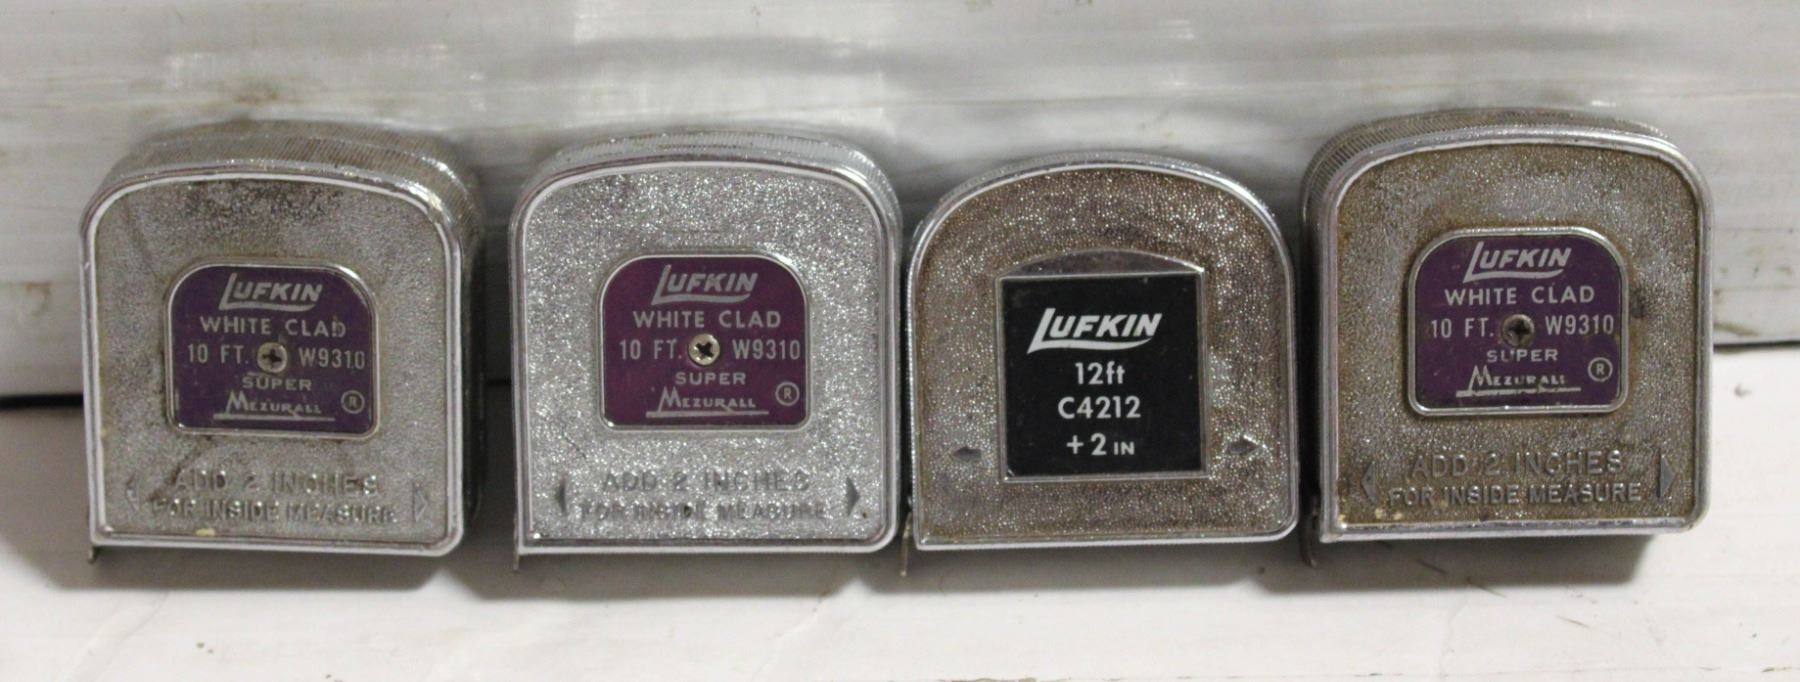 LUFKIN
WHITE CLAD
10 FT. W9310
SUPER
MEZURALL ®
ADD 2 INCHES
FOR INSIDE MEASURE
LUFKIN
WHITE CLAD
10 FT. W9310
SUPER
MEZURALL ®
ADD 2 INCHES
FOR INSIDE MEASURE
LUFKIN
12ft
C4212
+ 2 IN
LUFKIN
WHITE CLAD
10 FT. W9310
SUPER
MEZURALL ®
ADD 2 INCHES
FOR INSIDE MEASURE